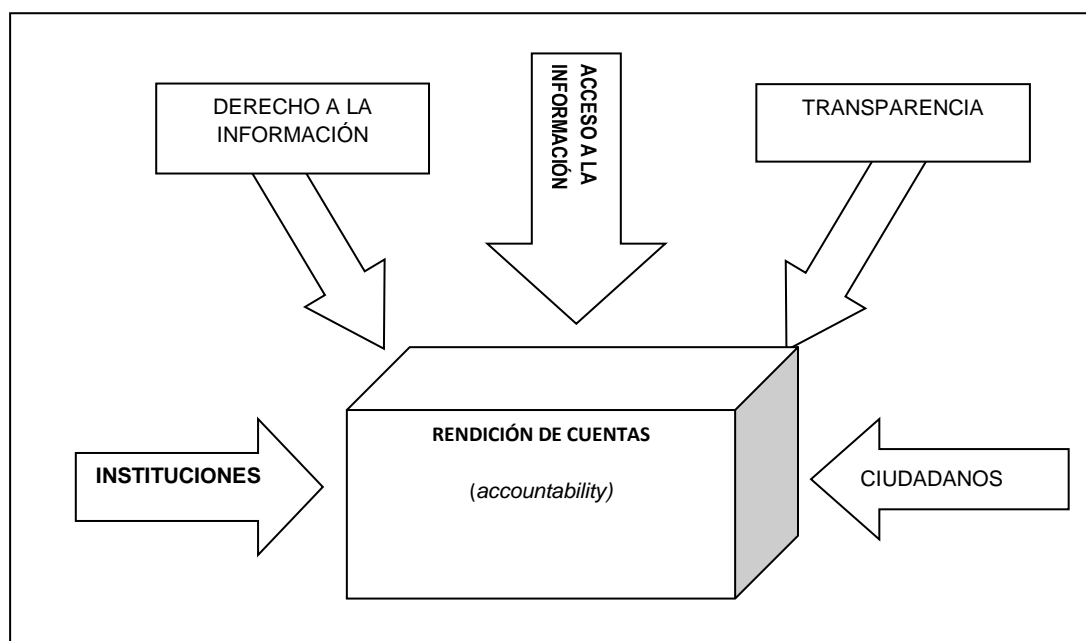 DERECHO A LA
INFORMACIÓN
ACCESO A LA
INFORMACIÓN
TRANSPARENCIA
RENDICIÓN DE CUENTAS
(accountability)
INSTITUCIONES
CIUDADANOS